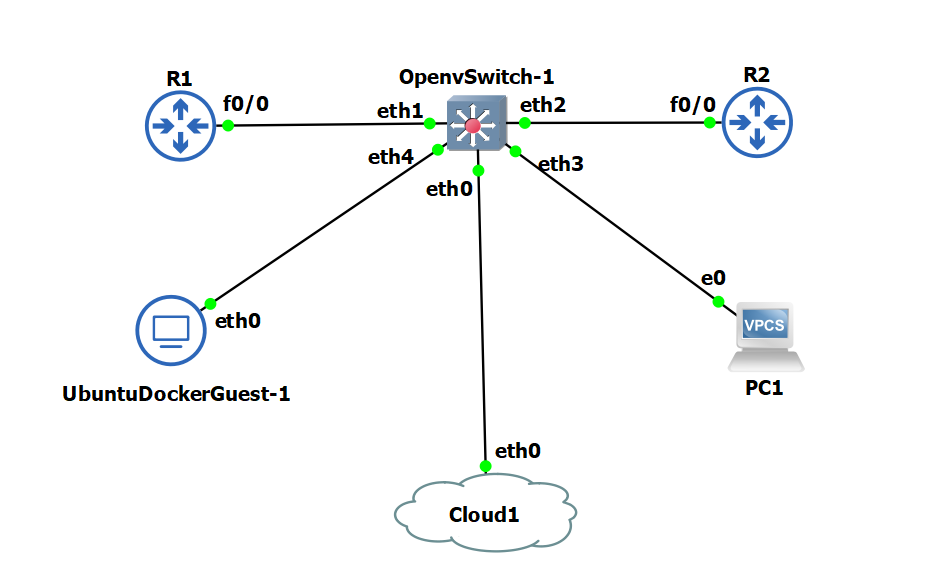 R1
OpenvSwitch-1
R2
f0/0
eth1
eth2
f0/0
eth4
eth0
eth3
e0
eth0
VPCS
UbuntuDockerGuest-1
PC1
eth0
Cloud1